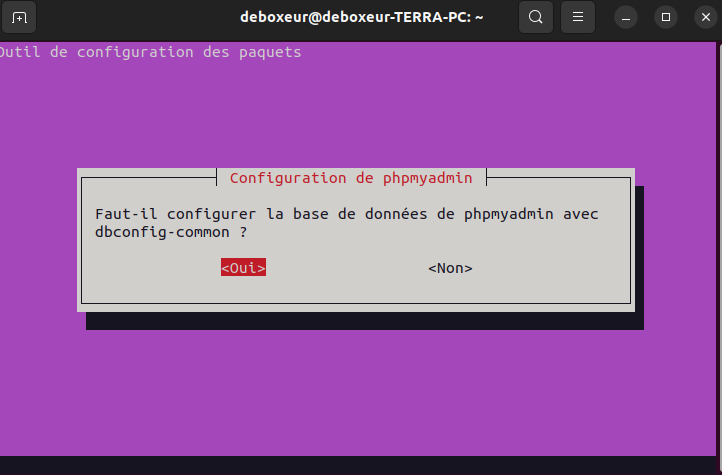 deboxeur@deboxeur-TERRA-PC: ~
Outil de configuration des paquets
Configuration de phpmyadmin
Faut-il configurer la base de données de phpmyadmin avec
dbconfig-common ?
<Oui> <Non>